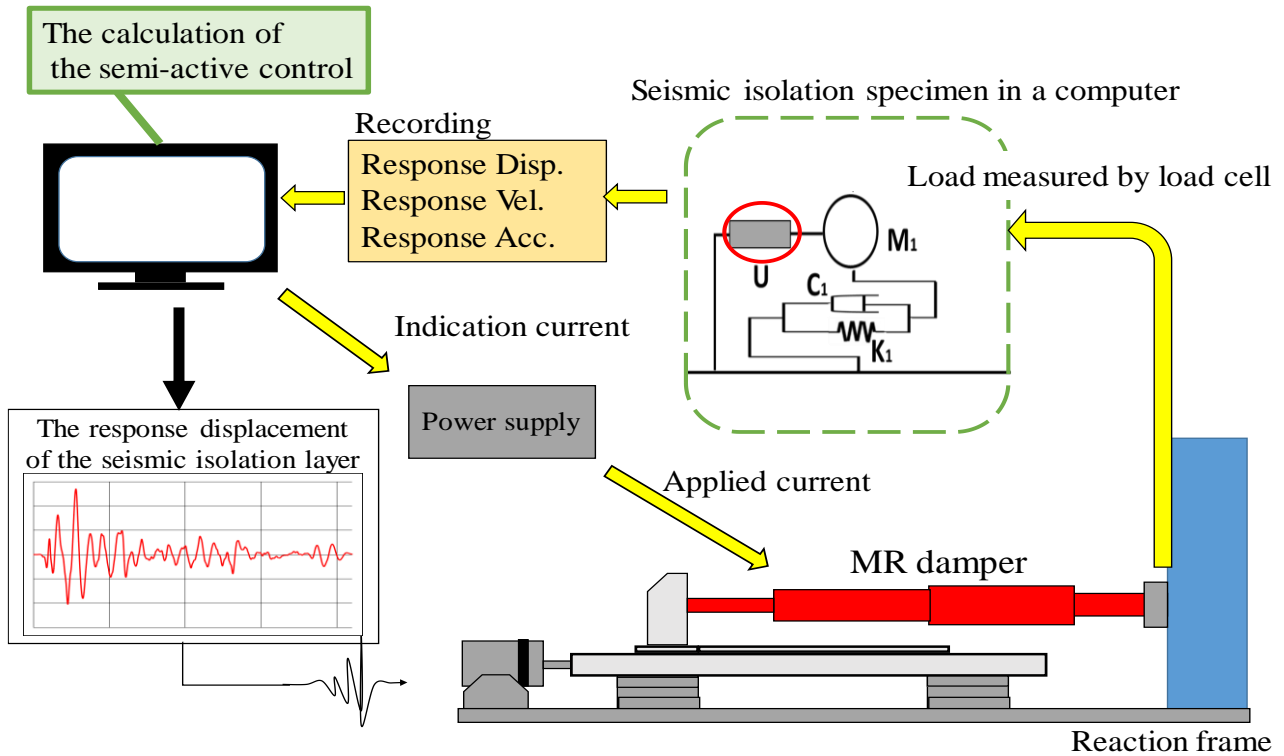 The calculation of
the semi-active control
Seismic isolation specimen in a computer
Recording
Response Disp.
Response Vel.
Response Acc.
Load measured by load cell
M1
U
C1
K1
Indication current
Power supply
The response displacement
of the seismic isolation layer
Applied current
MR damper
Reaction frame